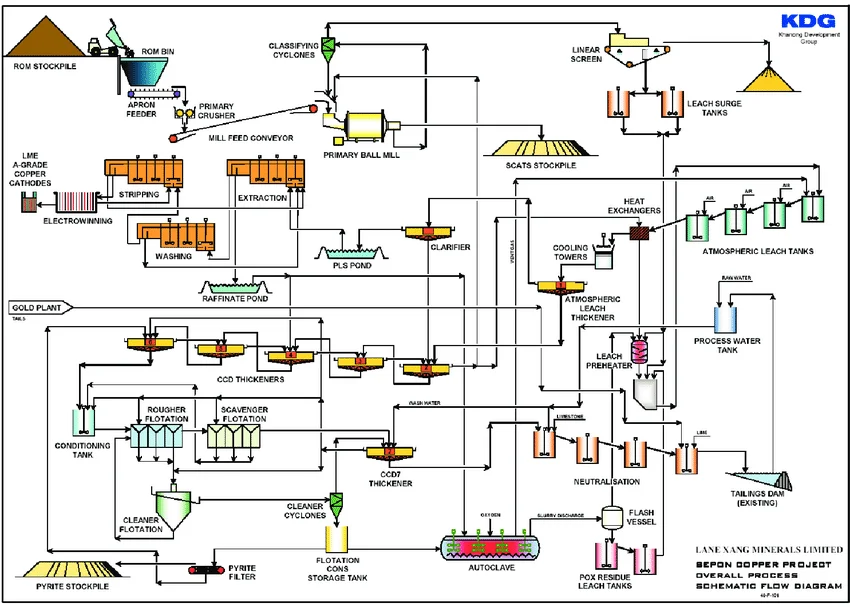 KDG
Khanong Development
Group
ROM STOCKPILE
ROM BIN
APRON
FEEDER
PRIMARY
CRUSHER
MILL FEED CONVEYOR
CLASSIFYING
CYCLONES
PRIMARY BALL MILL
SCATS STOCKPILE
LINEAR
SCREEN
LEACH SURGE
TANKS
LME
A-GRADE
COPPER
CATHODES
STRIPPING
EXTRACTION
ELECTROWINNING
WASHING
PLS POND
CLARIFIER
RAFFINATE POND
VENT GAS
HEAT
EXCHANGERS
COOLING
TOWERS
AIR
AIR
AIR
ATMOSPHERIC LEACH TANKS
ATMOSPHERIC
LEACH
THICKENER
GOLD PLANT
TAILS
RAW WATER
PROCESS WATER
TANK
LEACH
PREHEATER
6
5
4
CCD THICKENERS
WASH WATER
LIMESTONE
LIME
CONDITIONING
TANK
ROUGHER
FLOTATION
SCAVENGER
FLOTATION
7
CCD7
THICKENER
NEUTRALISATION
TAILINGS DAM
(EXISTING)
CLEANER
FLOTATION
CLEANER
CYCLONES
FLOTATION
CONS
STORAGE TANK
OXYGEN
SLURRY DISCHARGE
AUTOCLAVE
FLASH
VESSEL
POX RESIDUE
LEACH TANKS
PYRITE STOCKPILE
PYRITE
FILTER
LANE XANG MINERALS LIMITED
SEPON COPPER PROJECT
OVERALL PROCESS
SCHEMATIC FLOW DIAGRAM